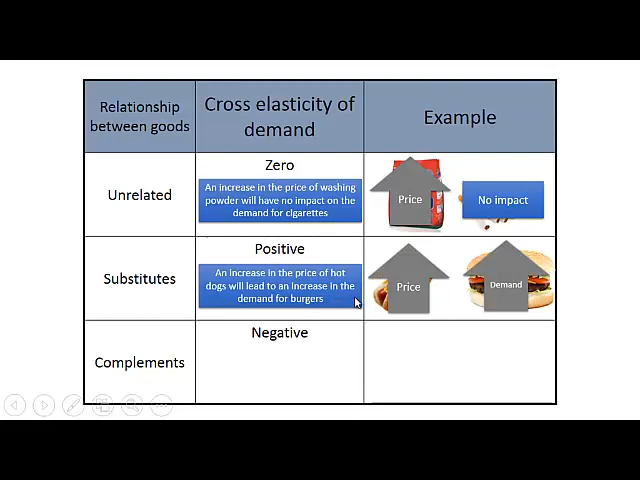 Relationship
between goods
Cross elasticity of
demand
Example
Unrelated
Zero
An increase in the price of washing
powder will have no impact on the
demand for cigarettes
Price
No impact
Substitutes
Positive
An increase in the price of hot
dogs will lead to an increase in the
demand for burgers
Price
Demand
Complements
Negative